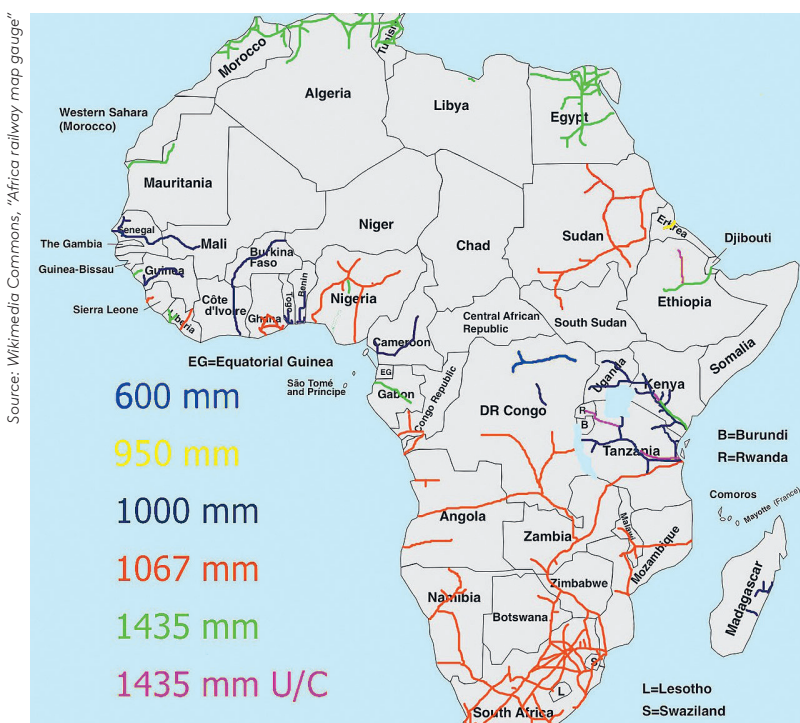 Source: Wikimedia Commons, “Africa railway map gauge”
Morocco
Tunisi
Algeria
Libya
Egypt
Western Sahara
(Morocco)
Mauritania
Niger
Mali
Chad
Sudan
Eritrea
Djibouti
Senegal
The Gambia
Guinea-Bissau
Guinea
Burkina
Faso
Benin
Togo
Nigeria
Sierra Leone
Liberia
Côte
d'Ivoire
Ghana
Ethiopia
Central African
Republic
South Sudan
Somalia
Cameroon
EG=Equatorial Guinea
EG
São Tomé
and Príncipe
Gabon
Congo Republic
DR Congo
Uganda
Kenya
R
B
Tanzania
B=Burundi
R=Rwanda
600 mm
950 mm
1000 mm
1067 mm
1435 mm
1435 mm U/C
Comoros
Mayotte (France)
Angola
Zambia
Malawi
Mozambique
Zimbabwe
Madagascar
Namibia
Botswana
S
L
South Africa
L=Lesotho
S=Swaziland